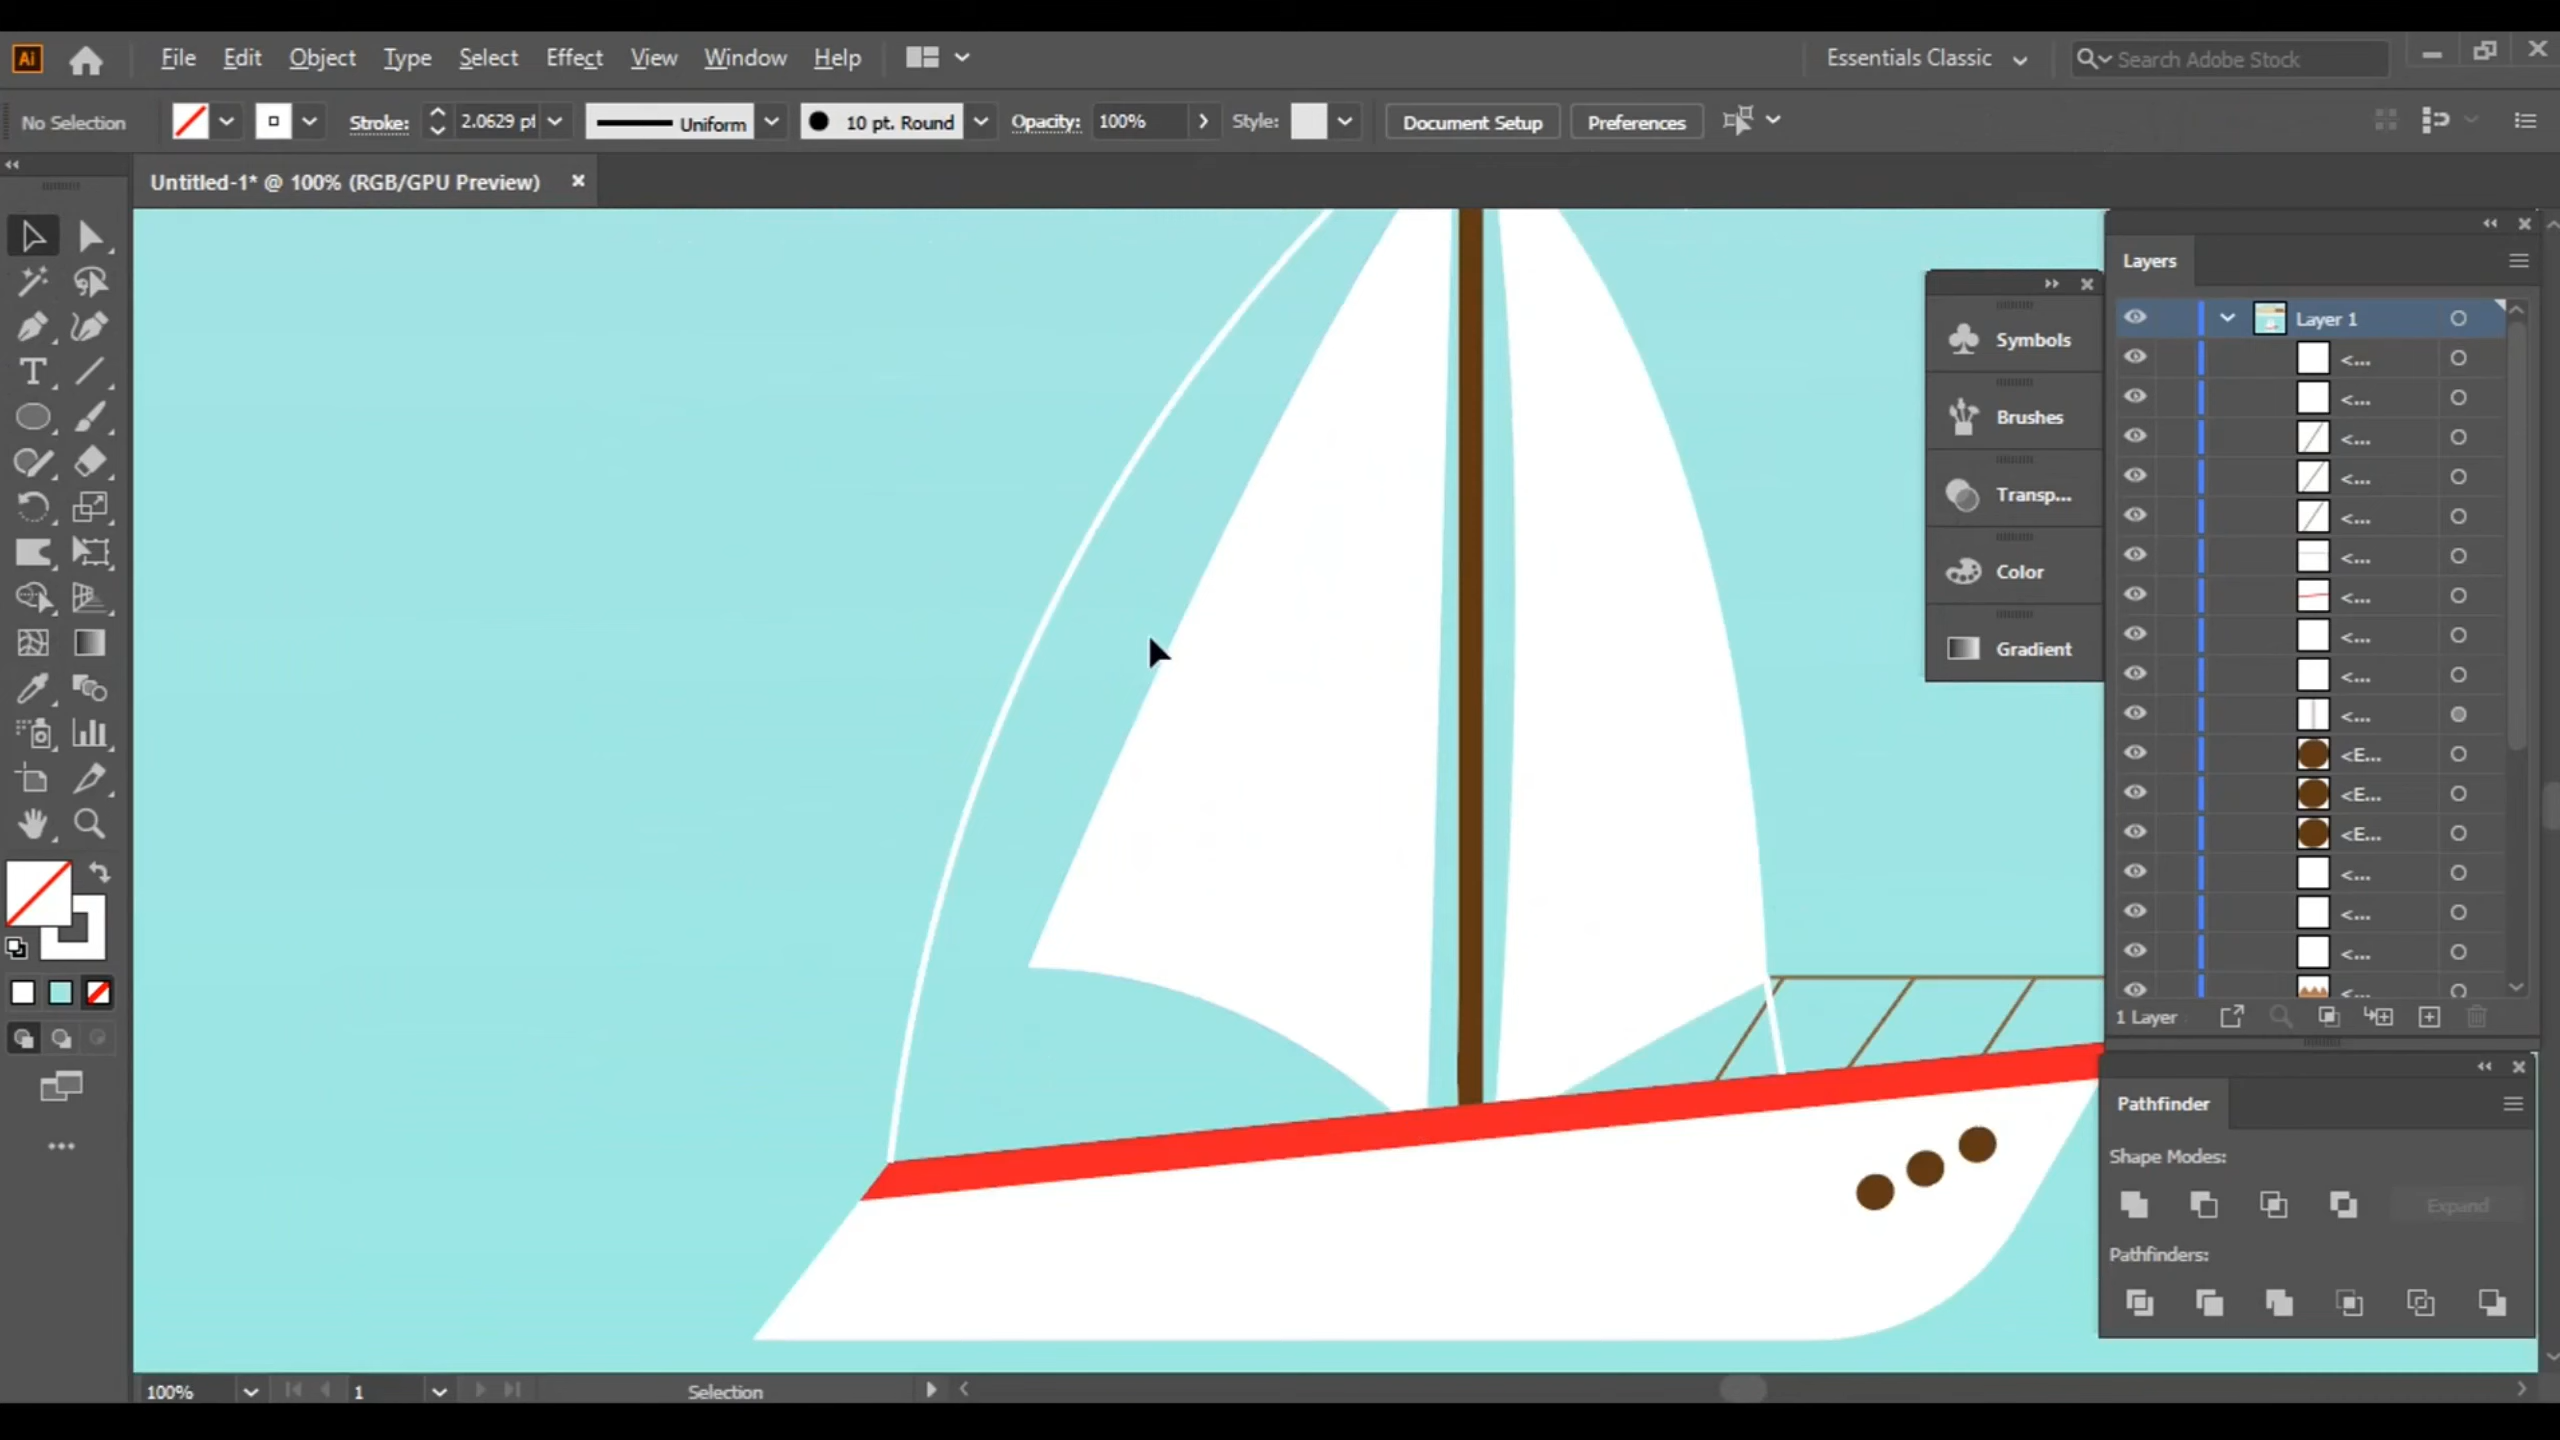 Ai File Edit Object Type Select Effect View Window Help Essentials Classic Search Adobe Stock
No Selection Stroke: 2.0629 pt Uniform 10 pt. Round Opacity: 100% Style: Document Setup Preferences
Untitled-1* @ 100% (RGB/GPU Preview)
Layers
Layer 1
<...
<...
<...
<...
<...
<...
<...
<...
<...
<...
<E...
<E...
<E...
<...
<...
<...
<...
1 Layer
Symbols
Brushes
Transp...
Color
Gradient
Pathfinder
Shape Modes:
Expand
Pathfinders:
100% 1 Selection